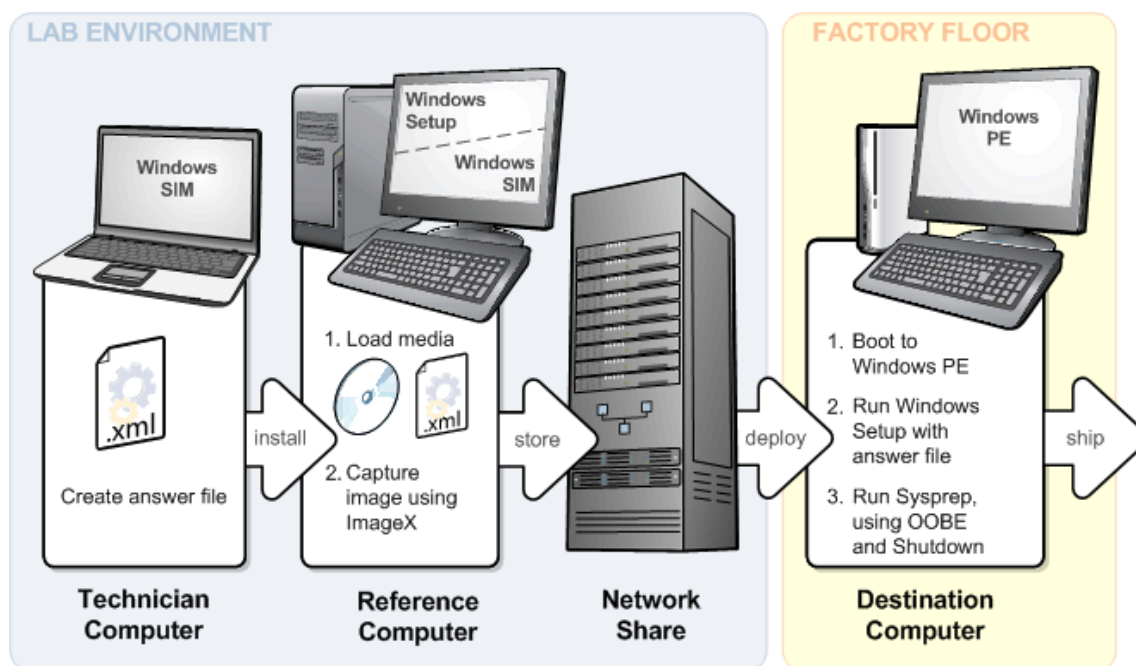 LAB ENVIRONMENT
FACTORY FLOOR
Windows
SIM
Windows
Setup
Windows
SIM
Windows
PE
.xml
Create answer file
install
1. Load media
.xml
2. Capture
image using
ImageX
store
deploy
1. Boot to
Windows PE
2. Run Windows
Setup with
answer file
3. Run Sysprep,
using OOBE
and Shutdown
ship
Technician
Computer
Reference
Computer
Network
Share
Destination
Computer